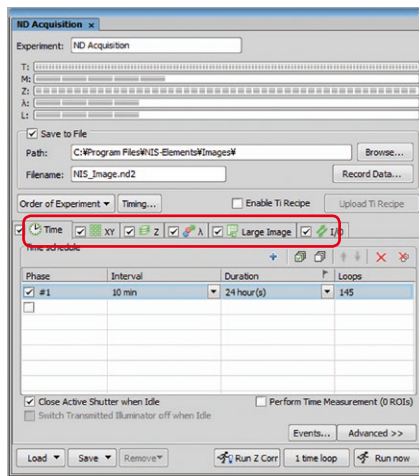 ND Acquisition x
Experiment: ND Acquisition
T:
M:
Z:
λ:
L:
Save to File
Path: C:¥Program Files¥NIS-Elements¥Images¥ Browse...
Filename: NIS_Image.nd2 Record Data...
Order of Experiment Timing... Enable Ti Recipe Upload Ti Recipe
Time XY Z λ Large Image I/O
Time schedule
Phase Interval Duration Loops
#1 10 min 24 hour(s) 145
Close Active Shutter when Idle Perform Time Measurement (0 ROIs)
Switch Transmitted Illuminator off when Idle
Events... Advanced >>
Load Save Remove Run Z Corr 1 time loop Run now